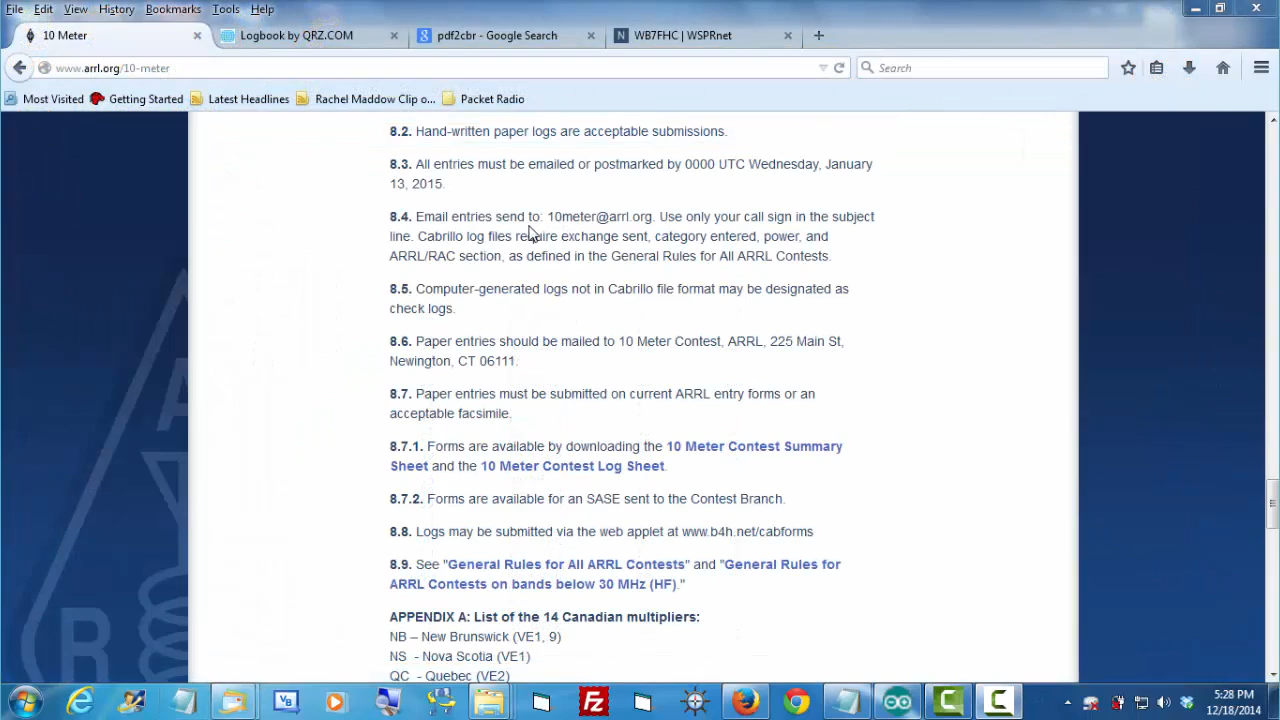 File Edit View History Bookmarks Tools Help
10 Meter Logbook by QRZ.COM pdf2cbr - Google Search N WB7FHC | WSPRnet
www.arrl.org/10-meter Search
Most Visited Getting Started Latest Headlines Rachel Maddow Clip o... Packet Radio
8.2. Hand-written paper logs are acceptable submissions.
8.3. All entries must be emailed or postmarked by 0000 UTC Wednesday, January
13, 2015.
8.4. Email entries send to: 10meter@arrl.org. Use only your call sign in the subject
line. Cabrillo log files require exchange sent, category entered, power, and
ARRL/RAC section, as defined in the General Rules for All ARRL Contests.
8.5. Computer-generated logs not in Cabrillo file format may be designated as
check logs.
8.6. Paper entries should be mailed to 10 Meter Contest, ARRL, 225 Main St,
Newington, CT 06111.
8.7. Paper entries must be submitted on current ARRL entry forms or an
acceptable facsimile.
8.7.1. Forms are available by downloading the 10 Meter Contest Summary
Sheet and the 10 Meter Contest Log Sheet.
8.7.2. Forms are available for an SASE sent to the Contest Branch.
8.8. Logs may be submitted via the web applet at www.b4h.net/cabforms
8.9. See "General Rules for All ARRL Contests" and "General Rules for
ARRL Contests on bands below 30 MHz (HF)."
APPENDIX A: List of the 14 Canadian multipliers:
NB – New Brunswick (VE1, 9)
NS - Nova Scotia (VE1)
QC - Quebec (VE2)
5:28 PM
12/18/2014